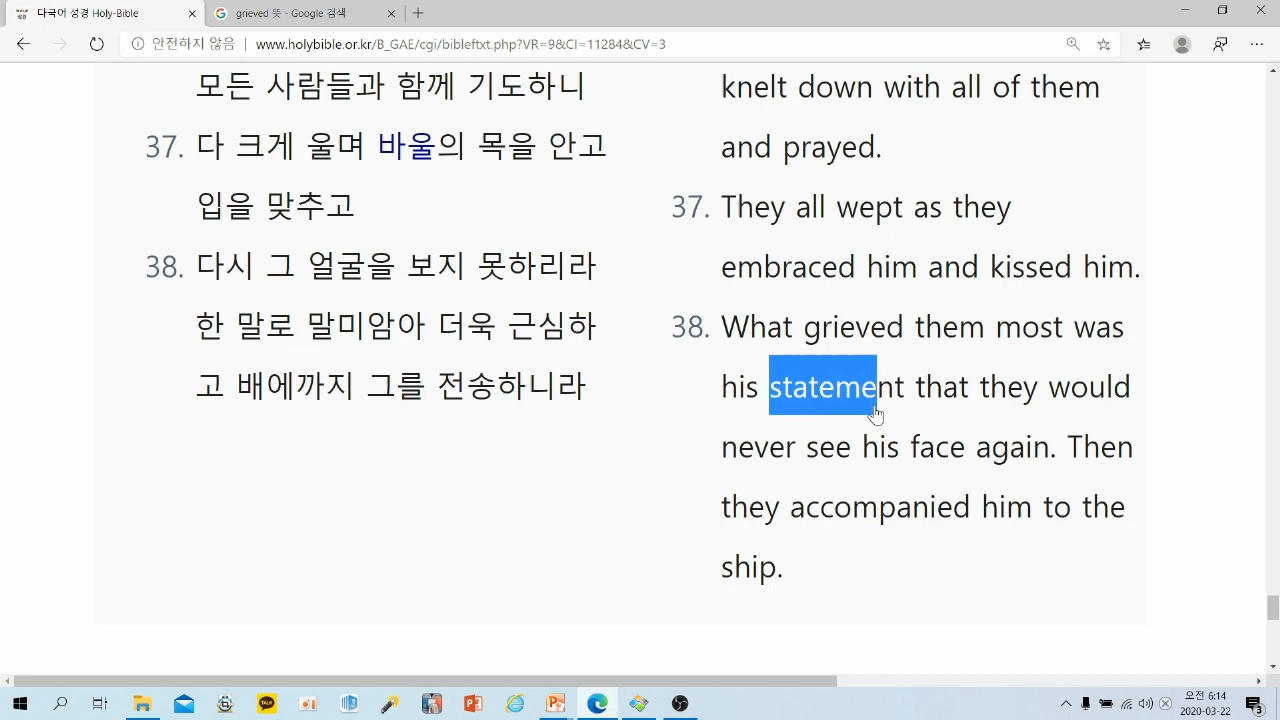 다국어 성경 Holy-Bible
grieved 뜻 - Google 검색
안전하지 않음
www.holybible.or.kr/B_GAE/cgi/bibleftxt.php?VR=9&CI=11284&CV=3
모든 사람들과 함께 기도하니
37. 다 크게 울며 바울의 목을 안고
입을 맞추고
38. 다시 그 얼굴을 보지 못하리라
한 말로 말미암아 더욱 근심하
고 배에까지 그를 전송하니라
knelt down with all of them
and prayed.
37. They all wept as they
embraced him and kissed him.
38. What grieved them most was
his statement that they would
never see his face again. Then
they accompanied him to the
ship.
TALK
오전 6:14
2020-03-22
3